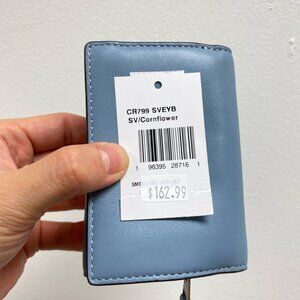 CR799 SVEYB
SV/Cornflower
1 96395 28716 1
$162.99